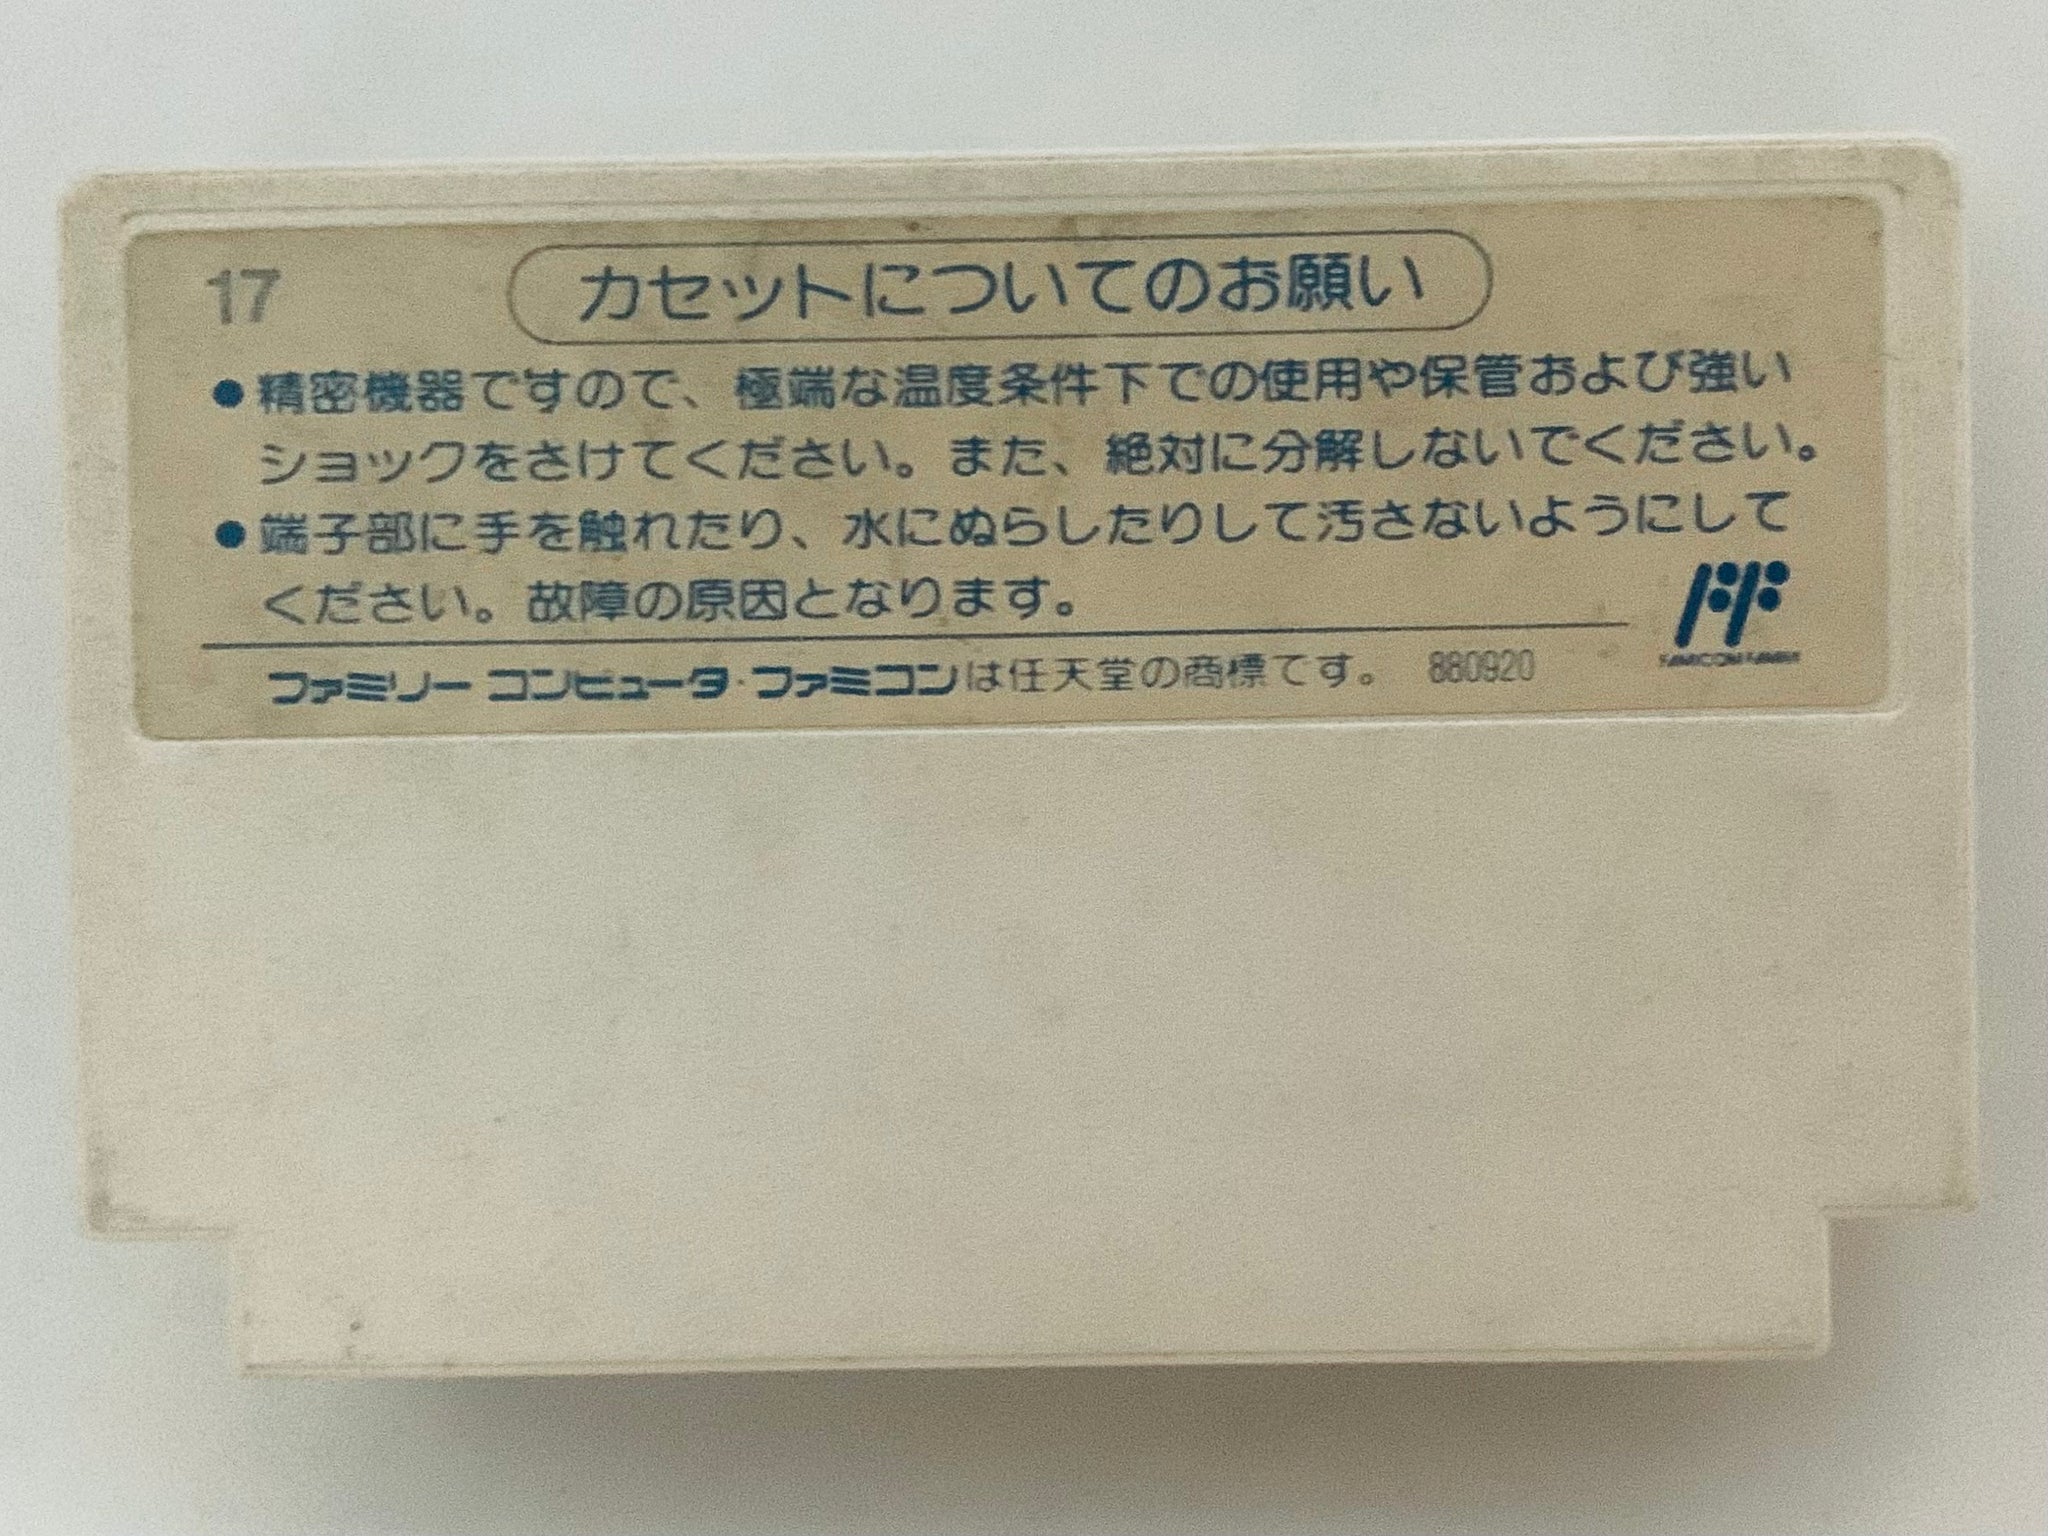 17
カセットについてのお願い
●精密機器ですので、極端な温度条件下での使用や保管および強い
ショックをさけてください。また、絶対に分解しないでください。
●端子部に手を触れたり、水にぬらしたりして汚さないようにして
ください。故障の原因となります。
FAMICOM FAMILY
ファミリー コンピュータ・ファミコンは任天堂の商標です。 880920